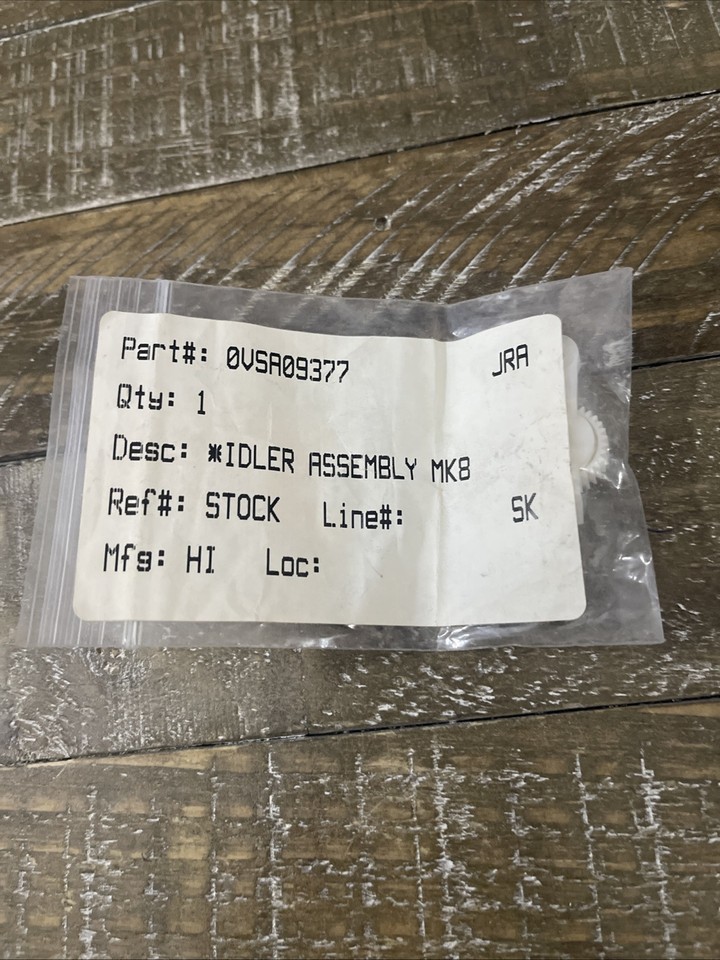 Part#: 0VSA09377 JRA
Qty: 1
Desc: *IDLER ASSEMBLY MK8
Ref#: STOCK Line#: SK
Mfg: HI Loc: